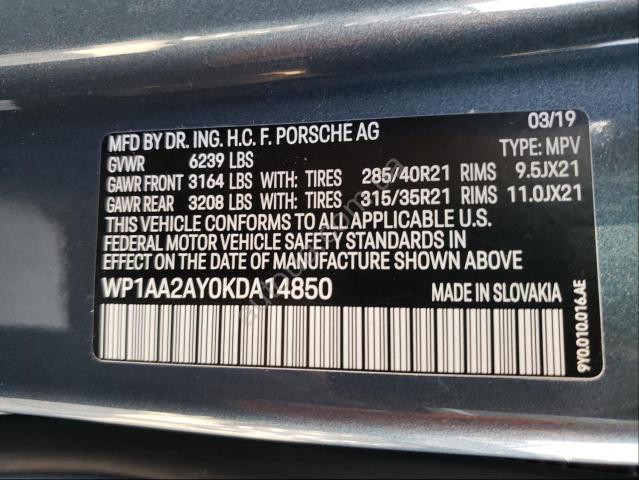 03/19
MFD BY DR. ING. H.C. F. PORSCHE AG
TYPE: MPV
GVWR 6239 LBS
GAWR FRONT 3164 LBS WITH: TIRES 285/40R21 RIMS 9.5JX21
GAWR REAR 3208 LBS WITH: TIRES 315/35R21 RIMS 11.0JX21
THIS VEHICLE CONFORMS TO ALL APPLICABLE U.S.
FEDERAL MOTOR VEHICLE SAFETY STANDARDS IN
EFFECT ON THE DATE OF MANUFACTURE SHOWN ABOVE
WP1AA2AY0KDA14850
MADE IN SLOVAKIA
9Y0.010.016.AE